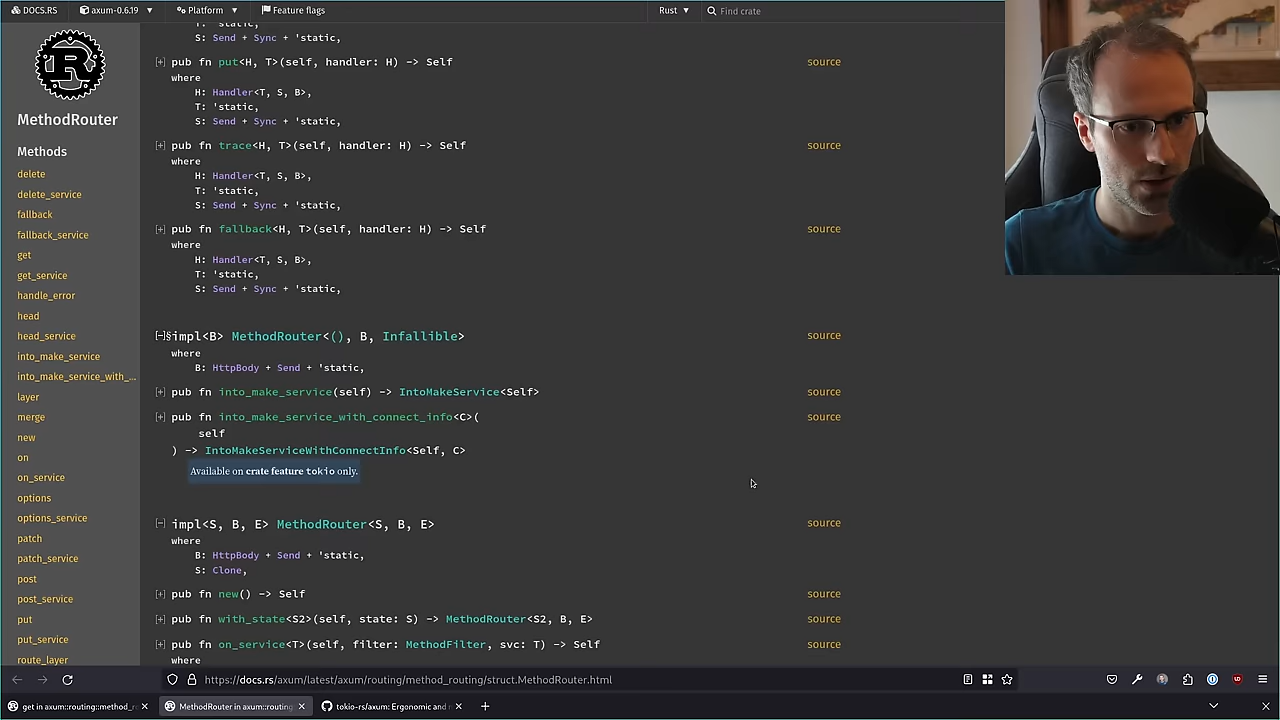 DOCS.RS axum-0.6.19 Platform Feature flags Rust Find crate
MethodRouter
Methods
delete
delete_service
fallback
fallback_service
get
get_service
handle_error
head
head_service
into_make_service
into_make_service_with_...
layer
merge
new
on
on_service
options
options_service
patch
patch_service
post
post_service
put
put_service
route_layer
T: 'static,
S: Send + Sync + 'static,
[+] pub fn put<H, T>(self, handler: H) -> Self source
where
H: Handler<T, S, B>,
T: 'static,
S: Send + Sync + 'static,
[+] pub fn trace<H, T>(self, handler: H) -> Self source
where
H: Handler<T, S, B>,
T: 'static,
S: Send + Sync + 'static,
[+] pub fn fallback<H, T>(self, handler: H) -> Self source
where
H: Handler<T, S, B>,
T: 'static,
S: Send + Sync + 'static,
[−]§impl<B> MethodRouter<(), B, Infallible> source
where
B: HttpBody + Send + 'static,
[+] pub fn into_make_service(self) -> IntoMakeService<Self> source
[+] pub fn into_make_service_with_connect_info<C>( source
self
) -> IntoMakeServiceWithConnectInfo<Self, C>
Available on crate feature tokio only.
[−] impl<S, B, E> MethodRouter<S, B, E> source
where
B: HttpBody + Send + 'static,
S: Clone,
[+] pub fn new() -> Self source
[+] pub fn with_state<S2>(self, state: S) -> MethodRouter<S2, B, E> source
[+] pub fn on_service<T>(self, filter: MethodFilter, svc: T) -> Self source
where
https://docs.rs/axum/latest/axum/routing/method_routing/struct.MethodRouter.html
get in axum::routing::method_ro MethodRouter in axum::routing tokio-rs/axum: Ergonomic and m